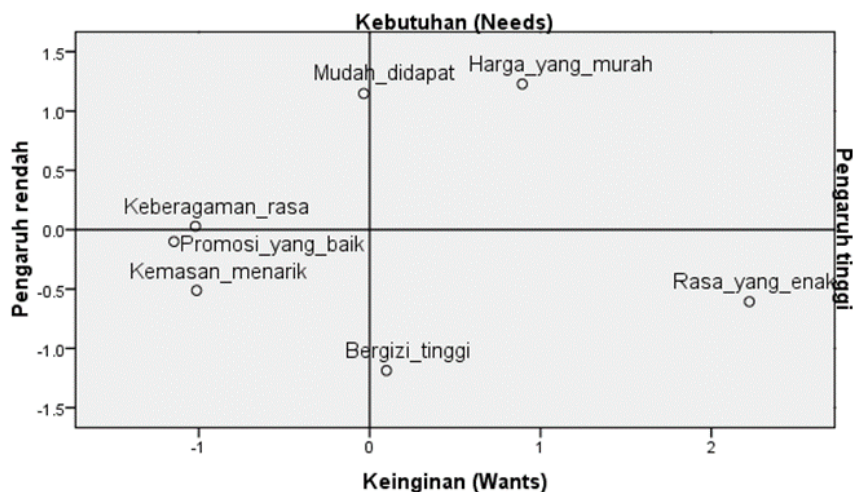 Kebutuhan (Needs)
1.5
1.0
0.5
0.0
-0.5
-1.0
-1.5
Pengaruh rendah
Mudah_didapat
Harga_yang_murah
Keberagaman_rasa
Promosi_yang_baik
Kemasan_menarik
Rasa_yang_enak
Bergizi_tinggi
Pengaruh tinggi
-1
0
1
2
Keinginan (Wants)